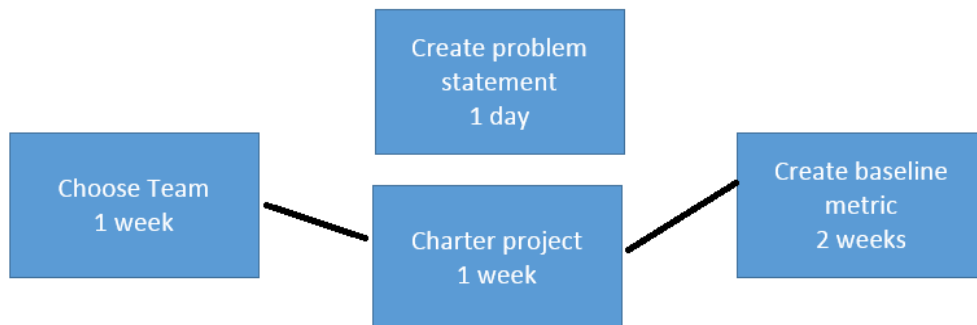 Create problem
statement
1 day
Choose Team
1 week
Charter project
1 week
Create baseline
metric
2 weeks